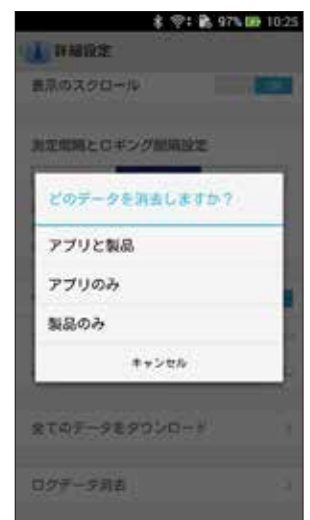 97% 10:25
詳細設定
表示のスクロール
測定間隔とロギング間隔設定
どのデータを消去しますか？
アプリと製品
アプリのみ
製品のみ
キャンセル
全てのデータをダウンロード
ログデータ消去